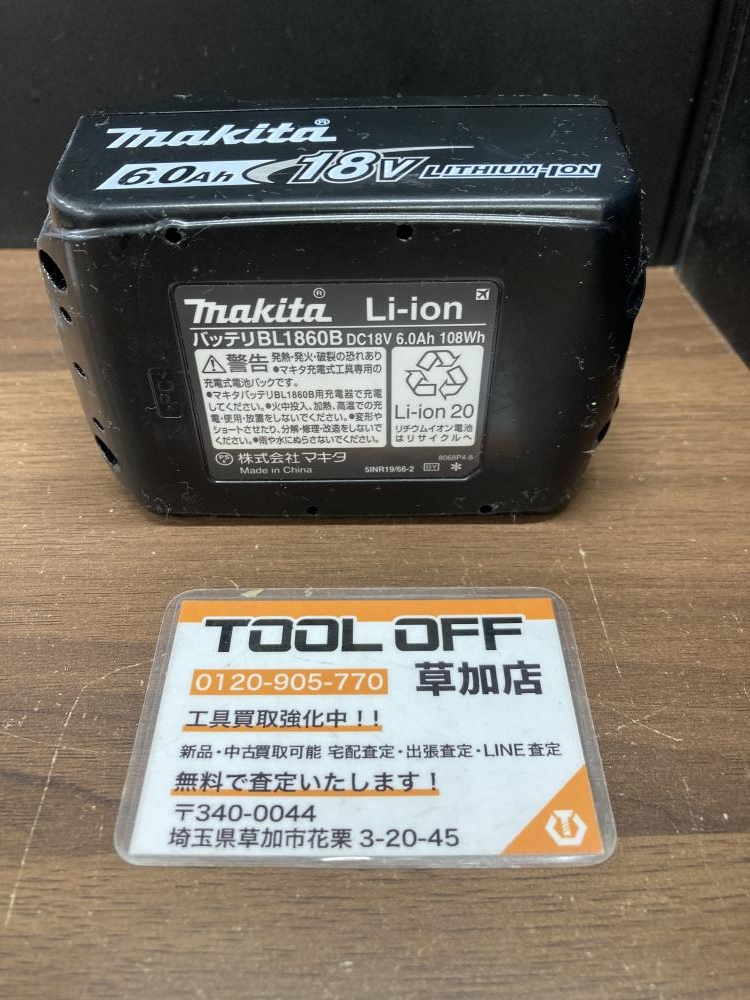 makita®
6.0Ah 18V LITHIUM-ION
makita® Li-ion
バッテリBL1860B DC18V 6.0Ah 108Wh
警告 発熱・発火・破裂の恐れあり
●マキタ充電式工具専用の
充電式電池パックです。
●マキタバッテリBL1860B用充電器で充電
してください。●火中投入、加熱、高温での充
電・使用・放置をしないでください。●変形や
ショートさせたり、分解・修理・改造をしないで
ください。●雨や水にぬらさないでください。
Li-ion 20
リチウムイオン電池
はリサイクルへ
PS 株式会社マキタ
Made in China
5INR19/66-2
BY
8068P4-8
>PC<
TOOL OFF
0120-905-770 草加店
工具買取強化中!!
新品・中古買取可能 宅配査定・出張査定・LINE査定
無料で査定いたします!
〒340-0044
埼玉県草加市花栗 3-20-45